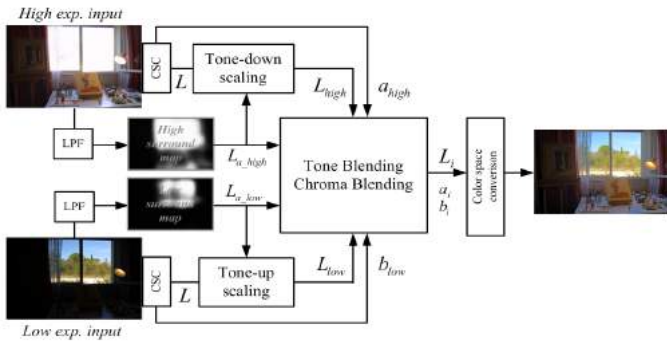 High exp. input
CSC
L
Tone-down
scaling
L_high
a_high
LPF
High
surround
map
L_a_high
Tone Blending
Chroma Blending
L_i
a_i
b_i
Color space
converison
LPF
map
L_a_low
CSC
L
Tone-up
scaling
L_low
b_low
Low exp. input